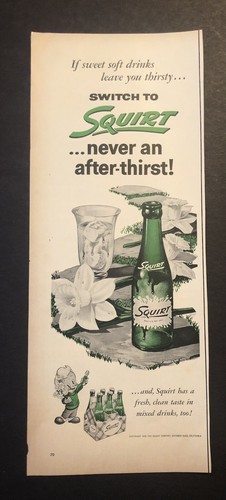 If sweet soft drinks
leave you thirsty...
SWITCH TO
SQUIRT
...never an
after-thirst!
SQUIRT
SQUIRT
...and, Squirt has a
fresh, clean taste in
mixed drinks, too!